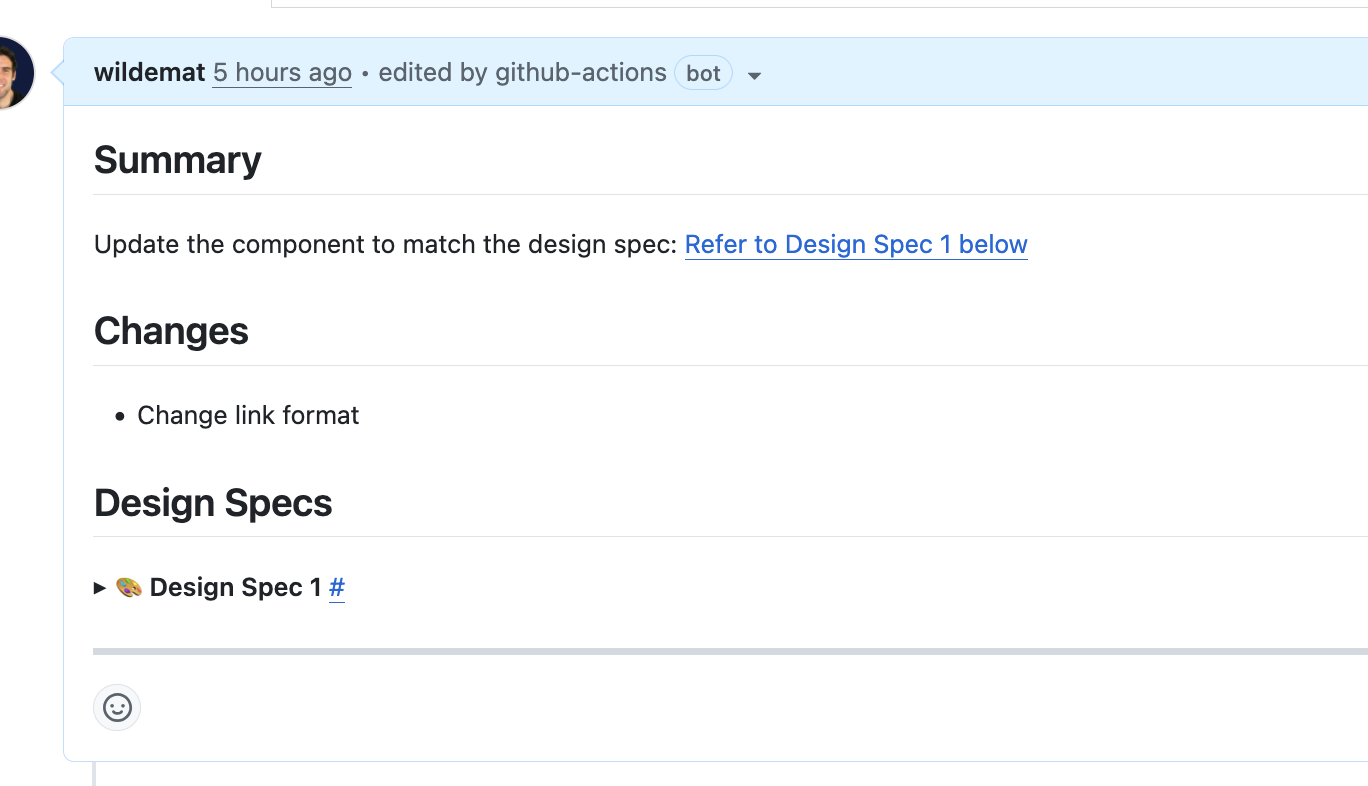 wildemat 5 hours ago • edited by github-actions bot
Summary
Update the component to match the design spec: Refer to Design Spec 1 below
Changes
• Change link format
Design Specs
▸ 🎨 Design Spec 1 #